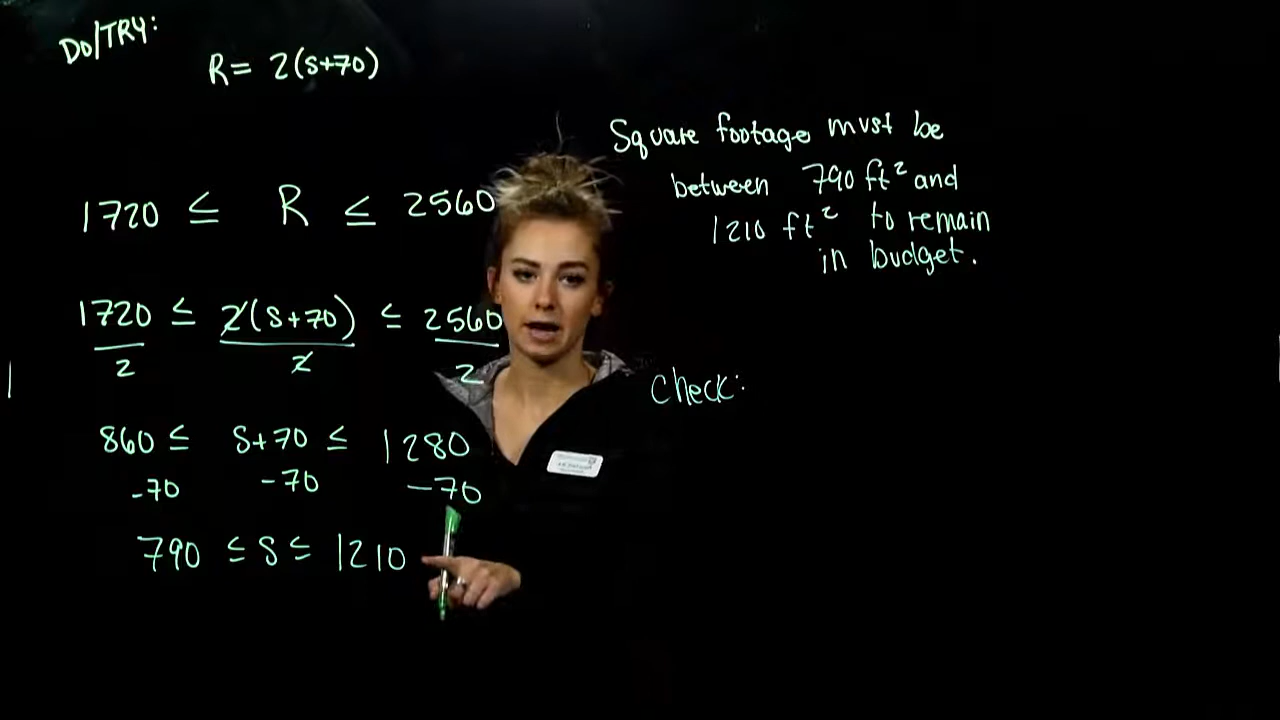 DO/TRY:
R= 2(s+70)
1720 ≤ R ≤ 2560
1720 ≤ 2(s+70) ≤ 2560
2 2 2
860 ≤ s+70 ≤ 1280
-70 -70 -70
790 ≤ s ≤ 1210
Square footage must be
between 790 ft² and
1210 ft² to remain
in budget.
Check: